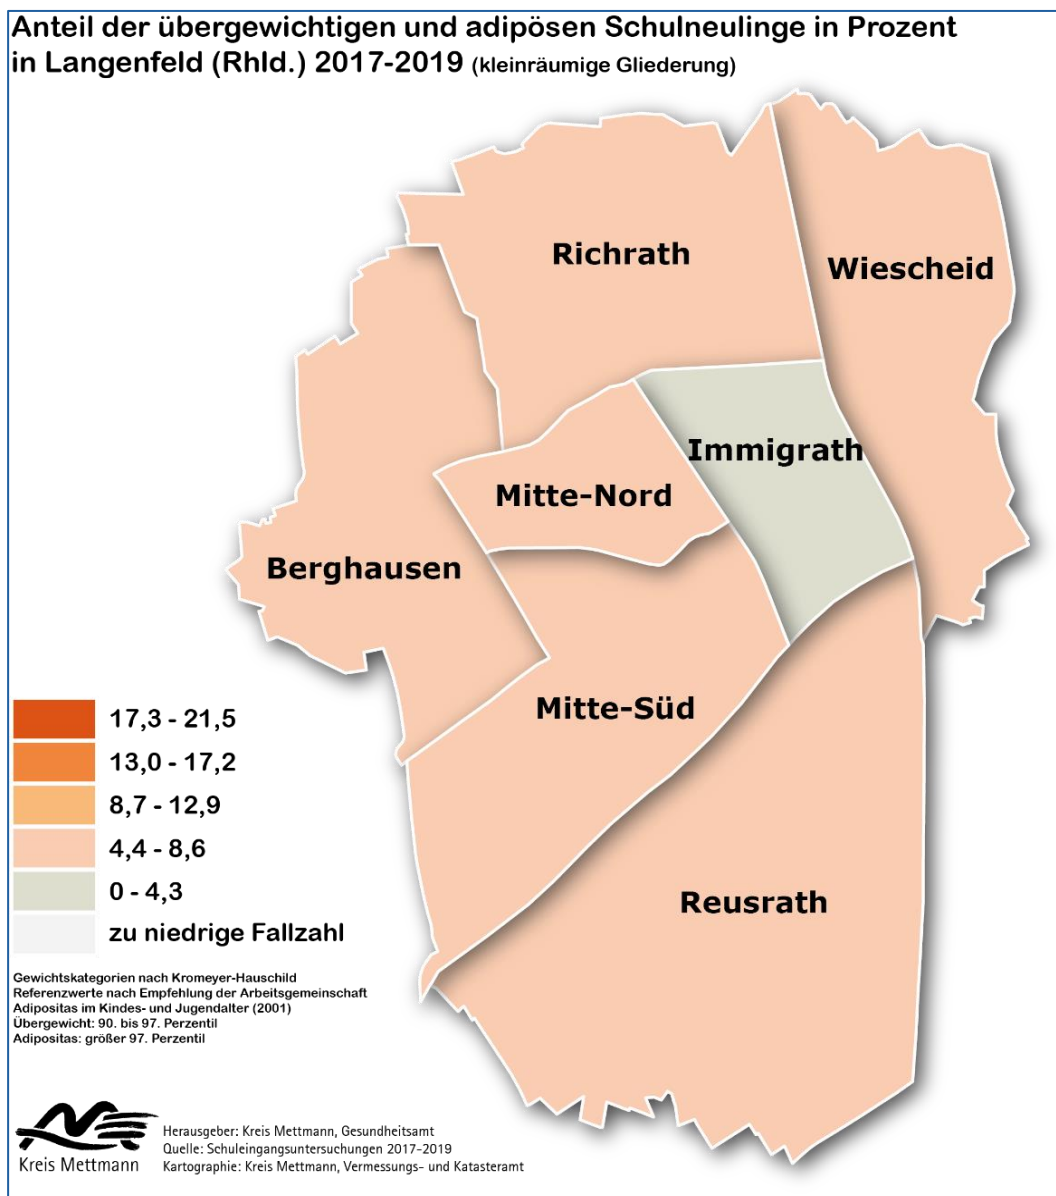 Anteil der übergewichtigen und adipösen Schulneulinge in Prozent
in Langenfeld (Rhld.) 2017-2019 (kleinräumige Gliederung)
Richrath
Wiescheid
Immigrath
Mitte-Nord
Berghausen
Mitte-Süd
Reusrath
17,3 - 21,5
13,0 - 17,2
8,7 - 12,9
4,4 - 8,6
0 - 4,3
zu niedrige Fallzahl
Gewichtskategorien nach Kromeyer-Hauschild
Referenzwerte nach Empfehlung der Arbeitsgemeinschaft
Adipositas im Kindes- und Jugendalter (2001)
Übergewicht: 90. bis 97. Perzentil
Adipositas: größer 97. Perzentil
Kreis Mettmann
Herausgeber: Kreis Mettmann, Gesundheitsamt
Quelle: Schuleingangsuntersuchungen 2017-2019
Kartographie: Kreis Mettmann, Vermessungs- und Katasteramt